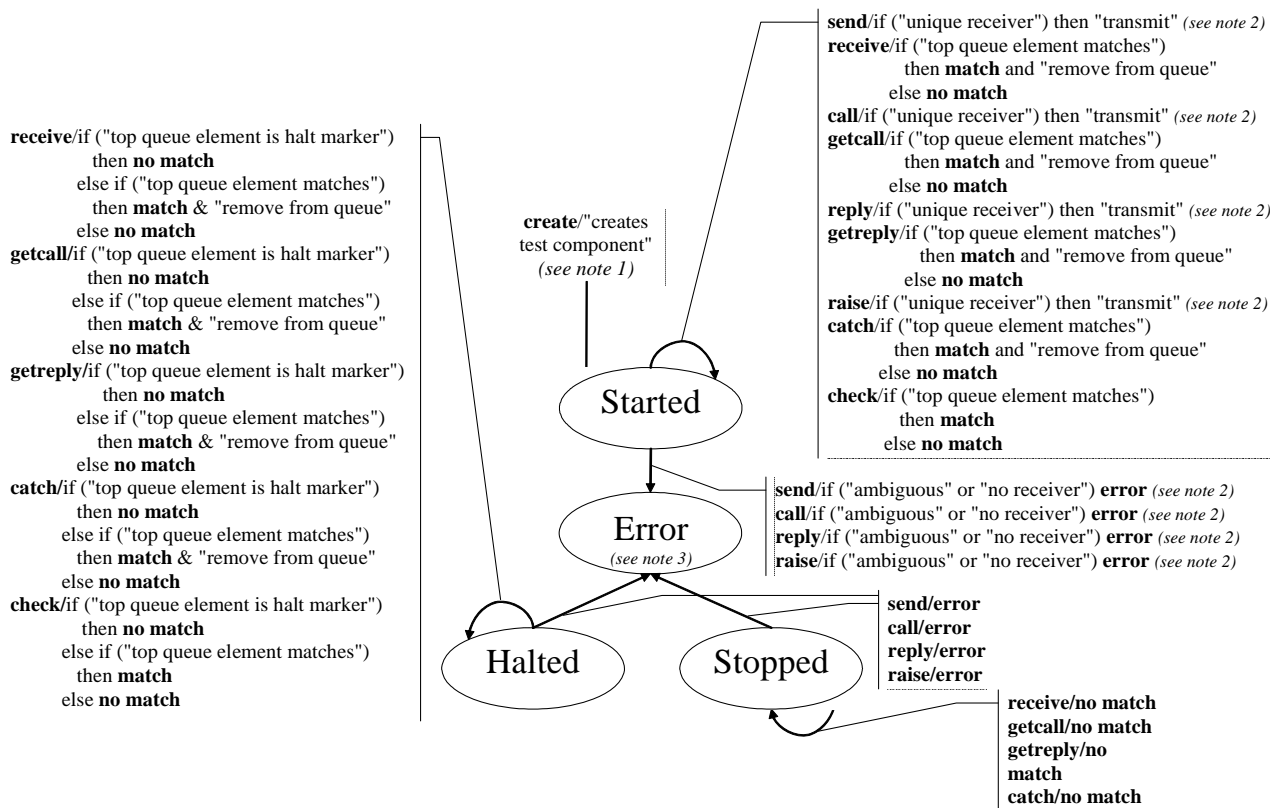 send/if ("unique receiver") then "transmit" (see note 2)
receive/if ("top queue element matches")
then match and "remove from queue"
else no match
call/if ("unique receiver") then "transmit" (see note 2)
getcall/if ("top queue element matches")
then match and "remove from queue"
else no match
reply/if ("unique receiver") then "transmit" (see note 2)
getreply/if ("top queue element matches")
then match and "remove from queue"
else no match
raise/if ("unique receiver") then "transmit" (see note 2)
catch/if ("top queue element matches")
then match and "remove from queue"
else no match
check/if ("top queue element matches")
then match
else no match
receive/if ("top queue element is halt marker")
then no match
else if ("top queue element matches")
then match & "remove from queue"
else no match
getcall/if ("top queue element is halt marker")
then no match
else if ("top queue element matches")
then match & "remove from queue"
else no match
getreply/if ("top queue element is halt marker")
then no match
else if ("top queue element matches")
then match & "remove from queue"
else no match
catch/if ("top queue element is halt marker")
then no match
else if ("top queue element matches")
then match & "remove from queue"
else no match
check/if ("top queue element is halt marker")
then no match
else if ("top queue element matches")
then match
else no match
create/"creates
test component"
(see note 1)
Started
Error
(see note 3)
send/if ("ambiguous" or "no receiver") error (see note 2)
call/if ("ambiguous" or "no receiver") error (see note 2)
reply/if ("ambiguous" or "no receiver") error (see note 2)
raise/if ("ambiguous" or "no receiver") error (see note 2)
Halted
Stopped
send/error
call/error
reply/error
raise/error
receive/no match
getcall/no match
getreply/no
match
catch/no match